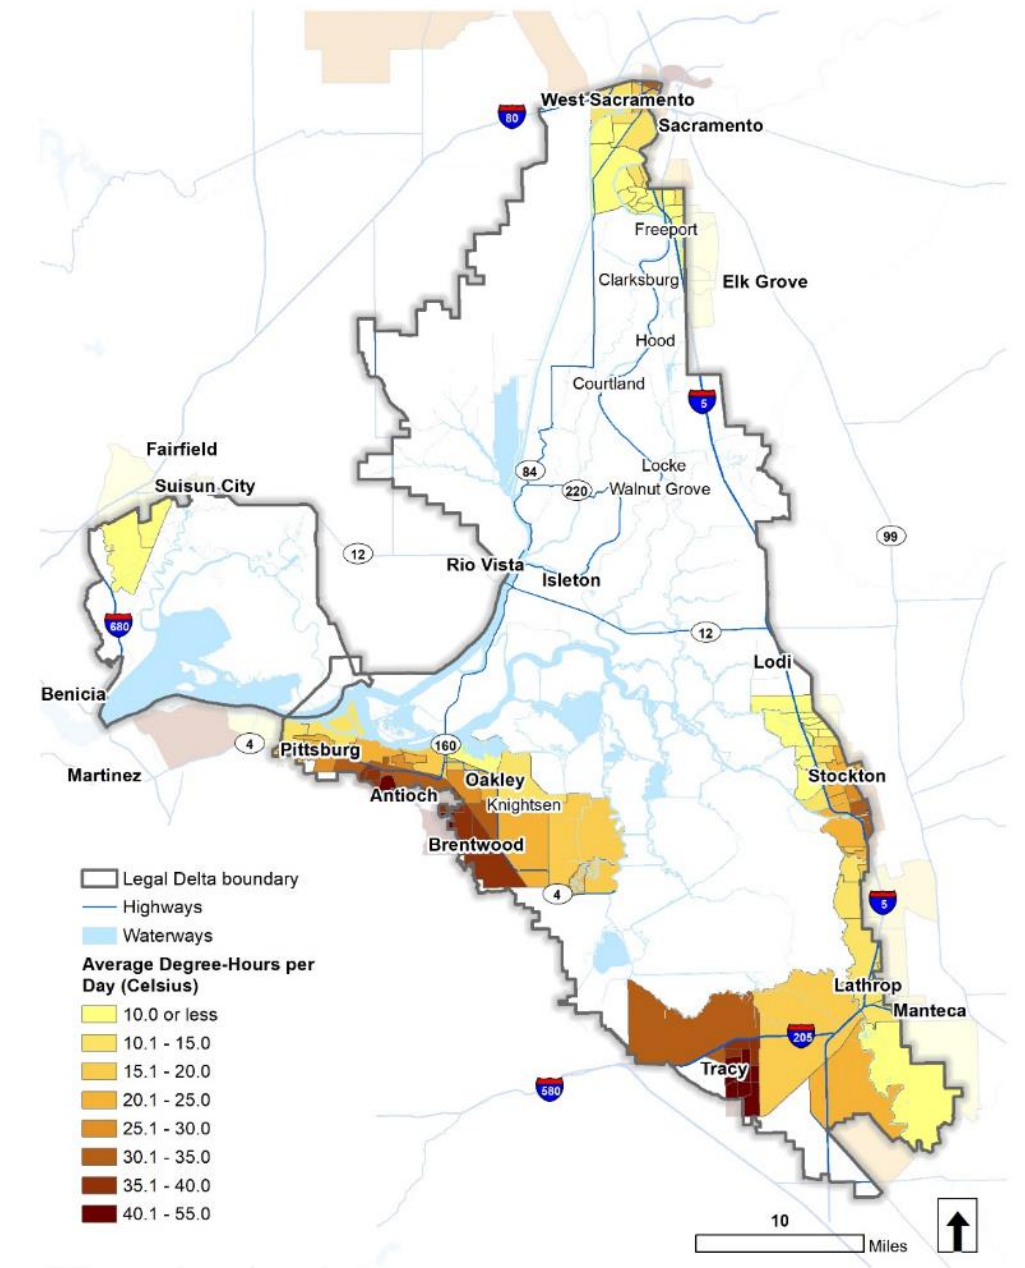 West Sacramento
80
Sacramento
Freeport
Clarksburg
Elk Grove
Hood
Courtland
5
Fairfield
Locke
84
Suisun City
220
Walnut Grove
99
12
Rio Vista
Isleton
680
12
Lodi
Benicia
4
Pittsburg
160
Martinez
Oakley
Stockton
Antioch
Knightsen
Brentwood
4
5
Legal Delta boundary
Highways
Waterways
Average Degree-Hours per
Day (Celsius)
10.0 or less
10.1 - 15.0
15.1 - 20.0
20.1 - 25.0
25.1 - 30.0
30.1 - 35.0
35.1 - 40.0
40.1 - 55.0
Lathrop
Manteca
205
Tracy
580
10
Miles